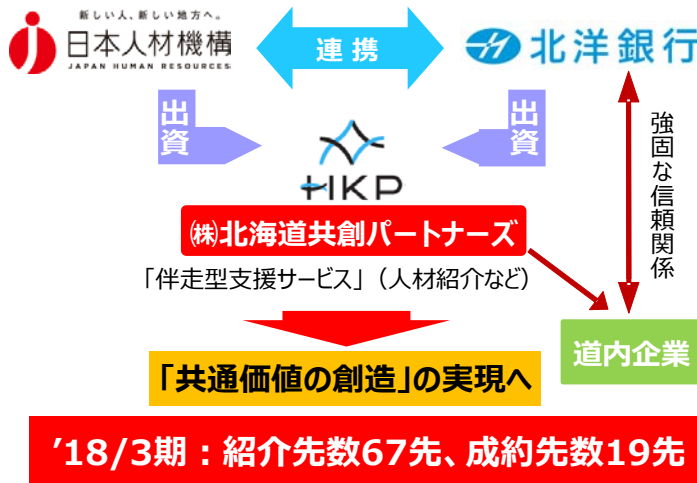 新しい人、新しい地方へ。
日本人材機構
JAPAN HUMAN RESOURCES
連携
北洋銀行
出資
出資
HKP
㈱北海道共創パートナーズ
強固な信頼関係
「伴走型支援サービス」（人材紹介など）
道内企業
「共通価値の創造」の実現へ
’18/3期：紹介先数67先、成約先数19先